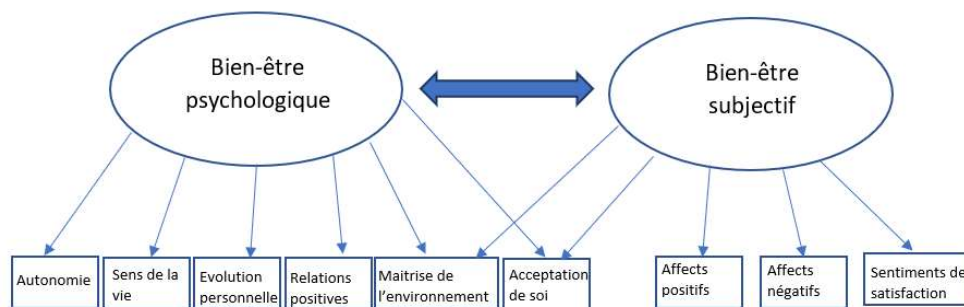 Bien-être
psychologique
Bien-être
subjectif
Autonomie
Sens de la
vie
Evolution
personnelle
Relations
positives
Maitrise de
l'environnement
Acceptation
de soi
Affects
positifs
Affects
négatifs
Sentiments de
satisfaction